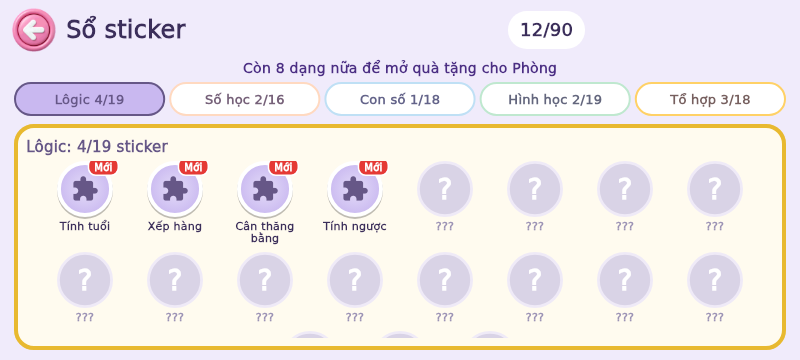 Sổ sticker
12/90
Còn 8 dạng nữa để mở quà tặng cho Phòng
Lôgic 4/19
Số học 2/16
Con số 1/18
Hình học 2/19
Tổ hợp 3/18
Lôgic: 4/19 sticker
Mới
Mới
Mới
Mới
? ? ? ?
Tính tuổi
Xếp hàng
Cân thăng bằng
Tính ngược
??? ??? ??? ???
? ? ? ? ? ? ? ?
??? ??? ??? ??? ??? ??? ??? ???